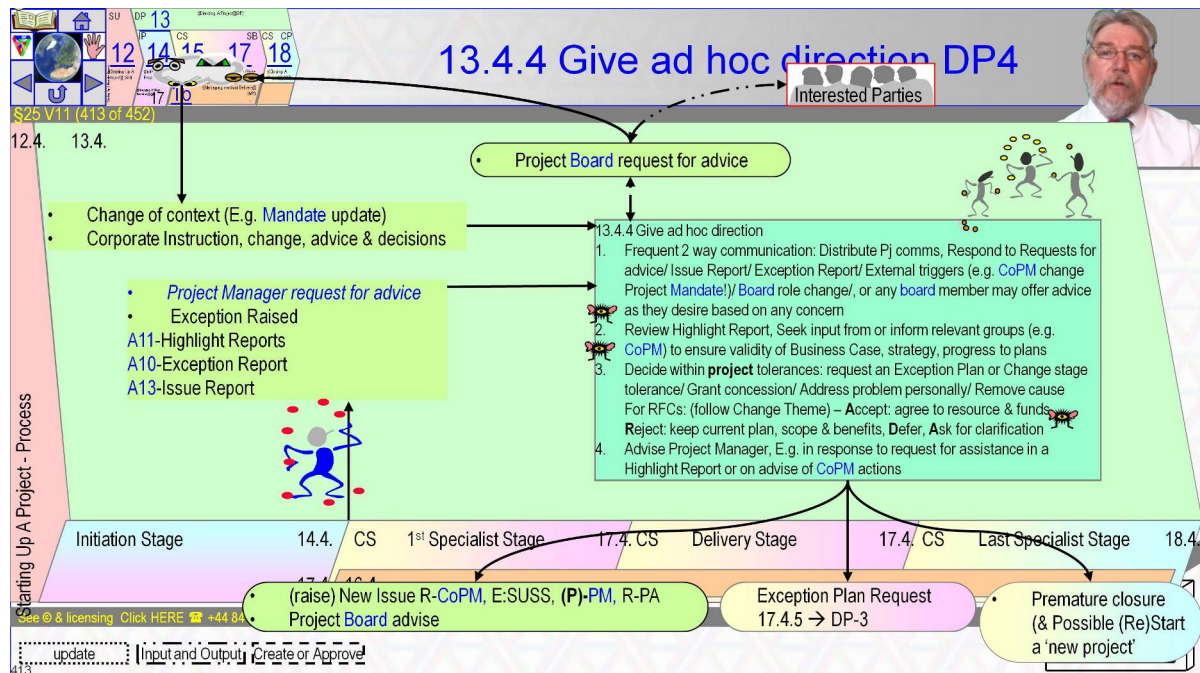 SU
DP 13
12
IP
14
CS
15
SB
17
CS CP
18
17
16
13.4.4 Give ad hoc direction DP4
Interested Parties
§25 V11 (413 of 452)
12.4. 13.4.
• Project Board request for advice
• Change of context (E.g. Mandate update)
• Corporate Instruction, change, advice & decisions
• Project Manager request for advice
• Exception Raised
A11-Highlight Reports
A10-Exception Report
A13-Issue Report
13.4.4 Give ad hoc direction
1. Frequent 2 way communication: Distribute Pj comms, Respond to Requests for
advice/ Issue Report/ Exception Report/ External triggers (e.g. CoPM change
Project Mandate!)/ Board role change/, or any board member may offer advice
as they desire based on any concern
2. Review Highlight Report, Seek input from or inform relevant groups (e.g.
CoPM) to ensure validity of Business Case, strategy, progress to plans
3. Decide within project tolerances: request an Exception Plan or Change stage
tolerance/ Grant concession/ Address problem personally/ Remove cause
For RFCs: (follow Change Theme) – Accept: agree to resource & funds
Reject: keep current plan, scope & benefits, Defer, Ask for clarification
4. Advise Project Manager, E.g. in response to request for assistance in a
Highlight Report or on advise of CoPM actions
Starting Up A Project - Process
Initiation Stage 14.4. CS 1st Specialist Stage 17.4. CS Delivery Stage 17.4. CS Last Specialist Stage 18.4.
17.4 16.4
• (raise) New Issue R-CoPM, E:SUSS, (P)-PM, R-PA
• Project Board advise
Exception Plan Request
17.4.5 → DP-3
• Premature closure
(& Possible (Re)Start
a ‘new project’
See © & licensing Click HERE ☎ +44 84
update
Input and Output
Create or Approve
413